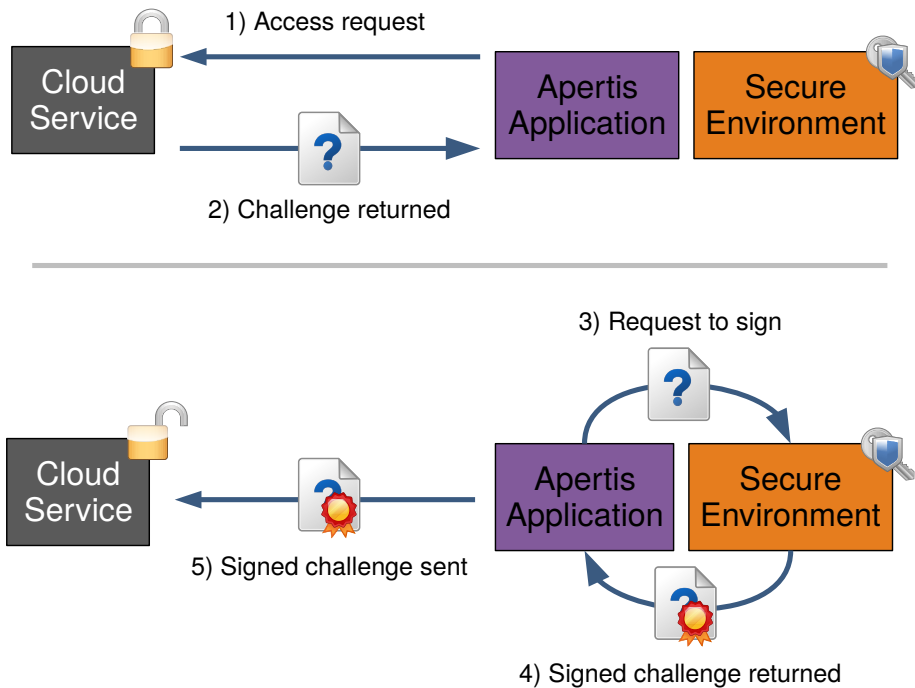 1) Access request
Cloud
Service
Apertis
Application
Secure
Environment
?
2) Challenge returned
3) Request to sign
?
Cloud
Service
Apertis
Application
Secure
Environment
?
5) Signed challenge sent
?
4) Signed challenge returned